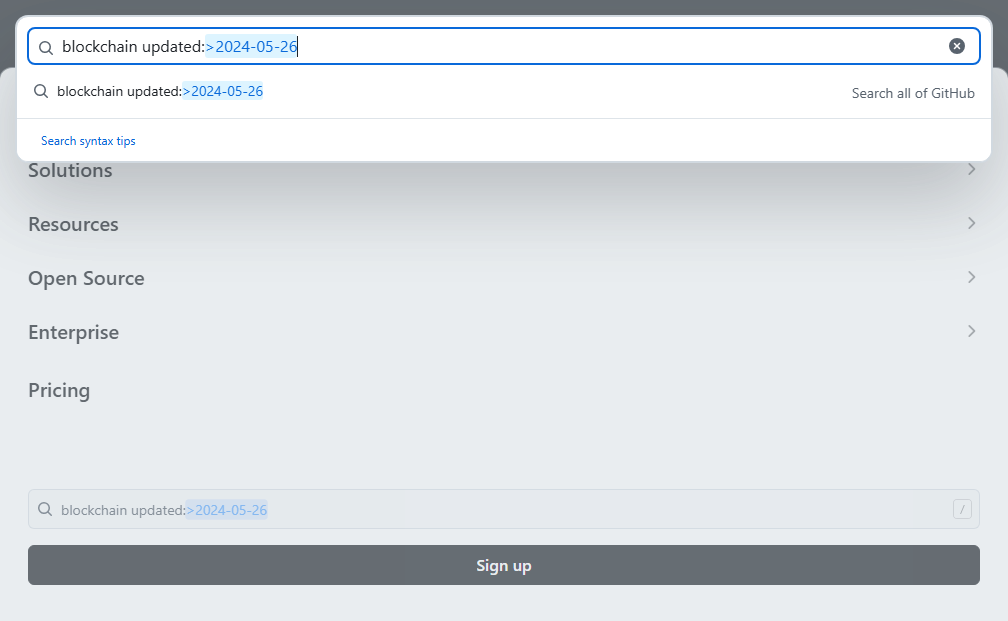 blockchain updated:>2024-05-26
blockchain updated:>2024-05-26 Search all of GitHub
Search syntax tips
Solutions
Resources
Open Source
Enterprise
Pricing
blockchain updated:>2024-05-26 /
Sign up